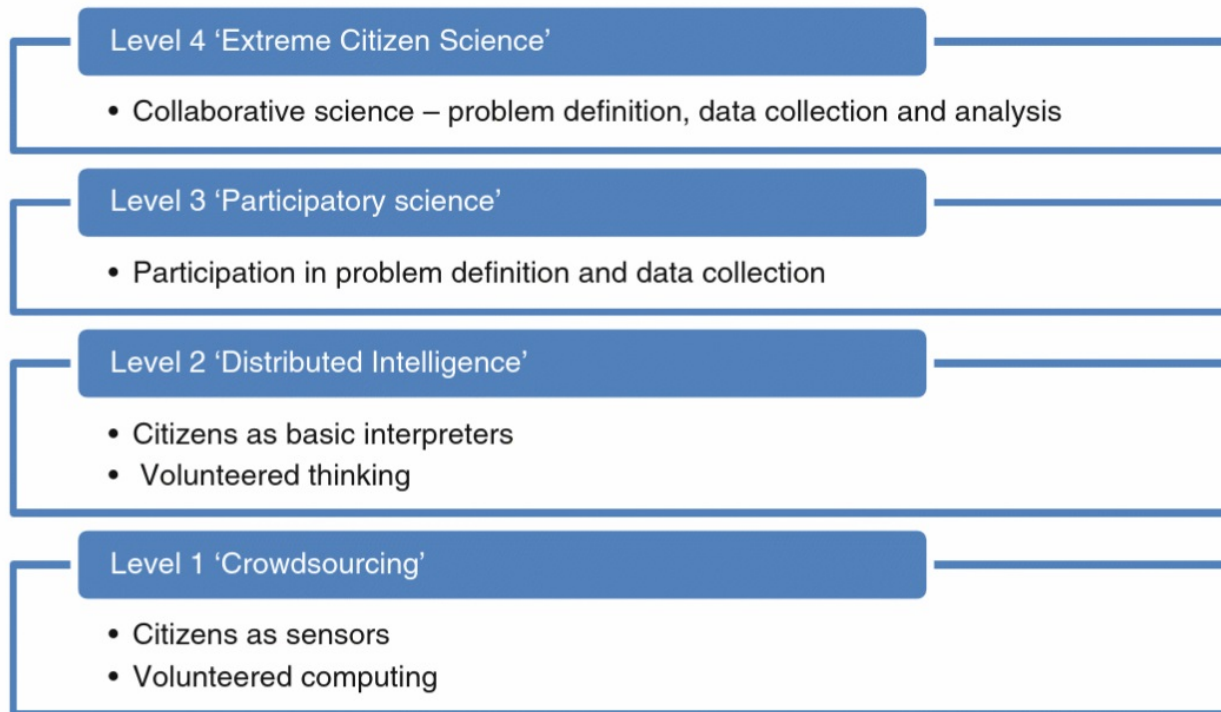 Level 4 ‘Extreme Citizen Science’
• Collaborative science – problem definition, data collection and analysis
Level 3 ‘Participatory science’
• Participation in problem definition and data collection
Level 2 ‘Distributed Intelligence’
• Citizens as basic interpreters
• Volunteered thinking
Level 1 ‘Crowdsourcing’
• Citizens as sensors
• Volunteered computing